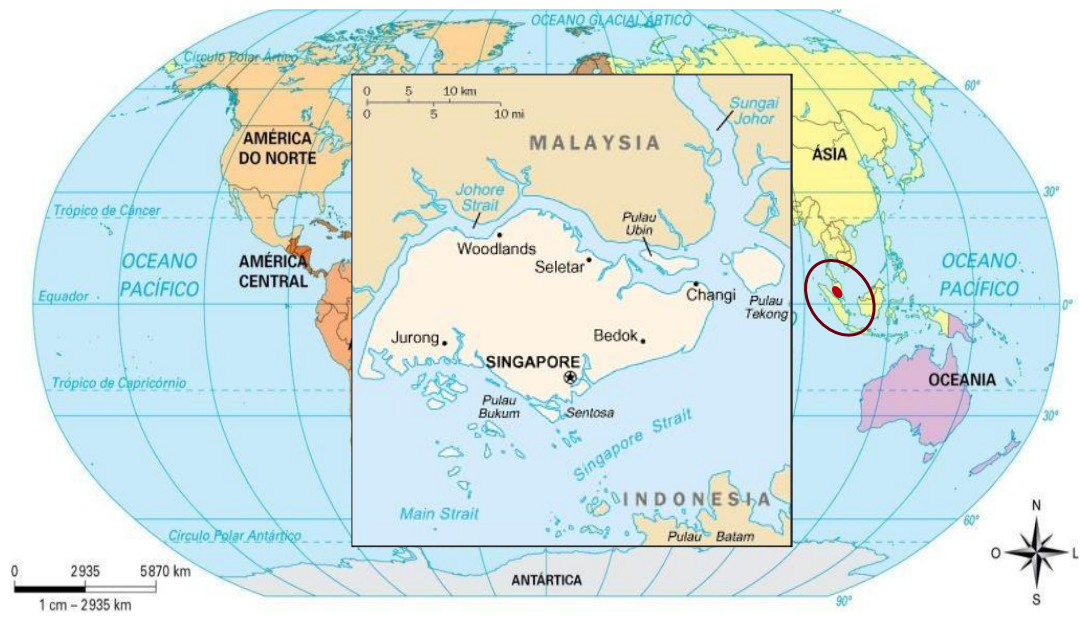 OCEANO GLACIAL ÁRTICO
Círculo Polar Ártico
60°
AMÉRICA
DO NORTE
ÁSIA
30°
Trópico de Câncer
OCEANO
PACÍFICO
AMÉRICA
CENTRAL
OCEANO
PACÍFICO
Equador
0°
Trópico de Capricórnio
OCEANIA
30°
60°
Círculo Polar Antártico
ANTÁRTICA
90°
0 5 10 km
0 5 10 mi
MALAYSIA
Sungai
Johor
Johore
Strait
Pulau
Ubin
Woodlands
Seletar
Changi
Pulau
Tekong
Jurong
Bedok
SINGAPORE
Pulau
Bukum
Sentosa
Singapore Strait
Main Strait
INDONESIA
Pulau Batam
0 2935 5870 km
1 cm – 2935 km
N
O
L
S